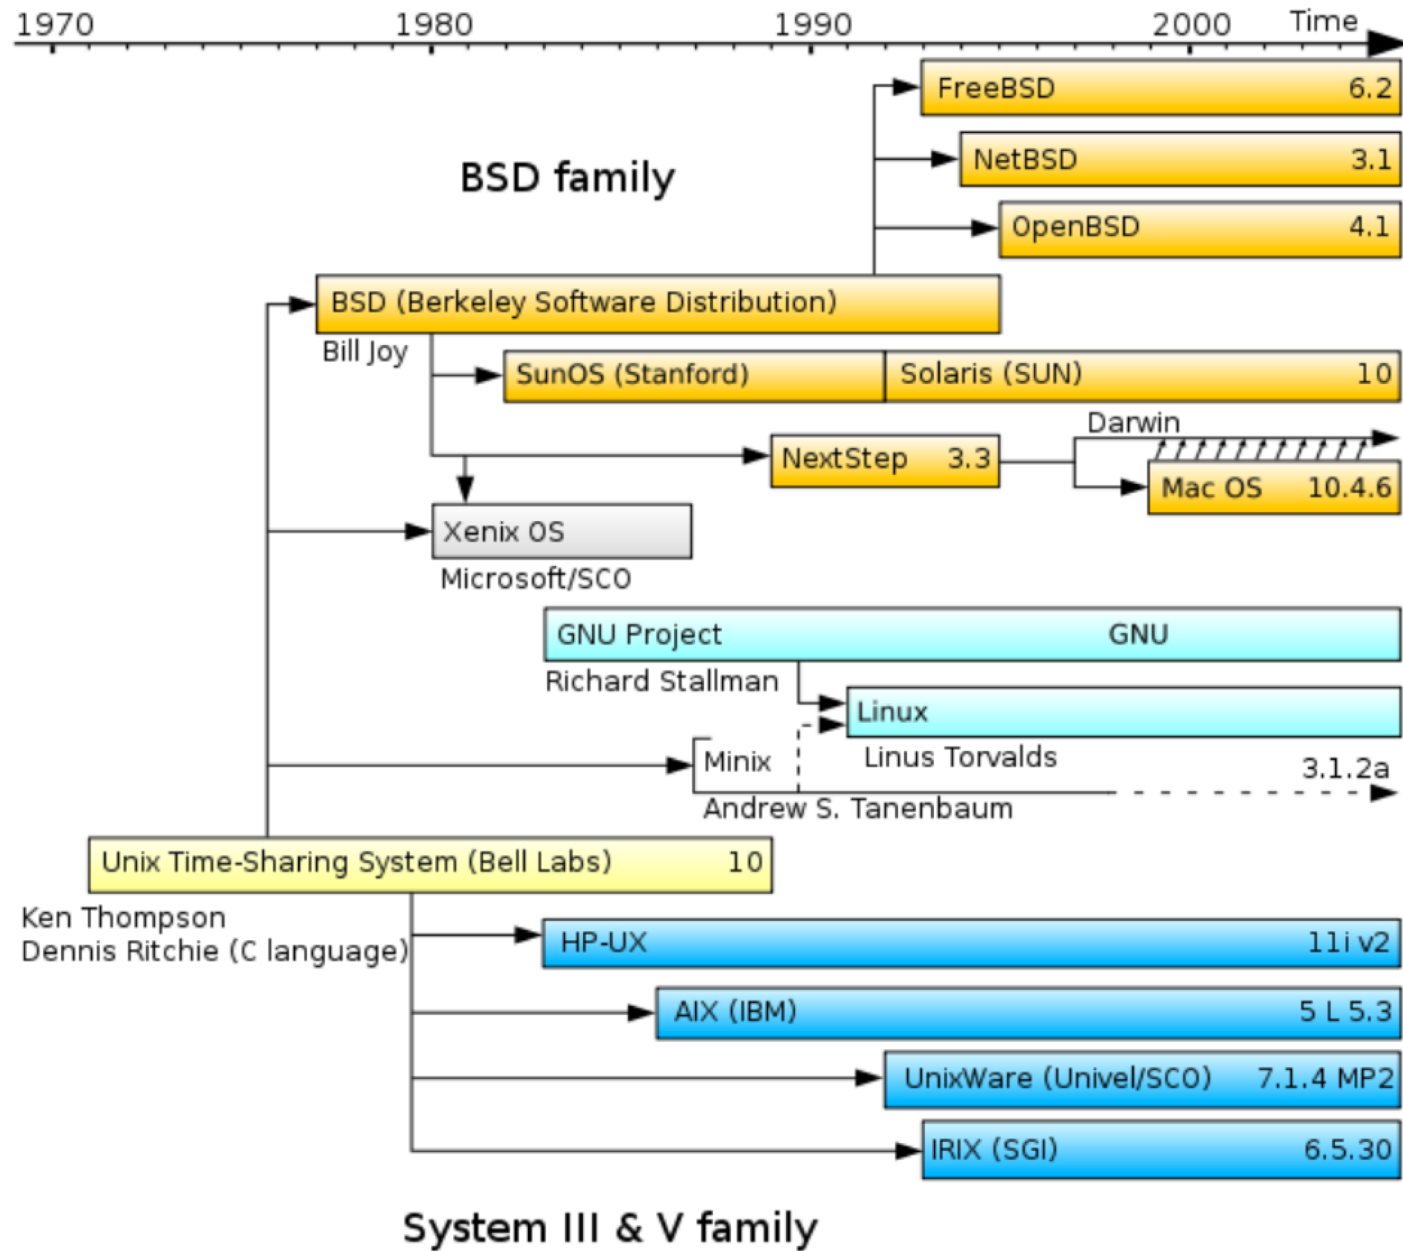 1970 1980 1990 2000 Time
FreeBSD 6.2
NetBSD 3.1
BSD family
OpenBSD 4.1
BSD (Berkeley Software Distribution)
Bill Joy
SunOS (Stanford) Solaris (SUN) 10
Darwin
NextStep 3.3
Mac OS 10.4.6
Xenix OS
Microsoft/SCO
GNU Project GNU
Richard Stallman
Linux
Linus Torvalds
Minix
3.1.2a
Andrew S. Tanenbaum
Unix Time-Sharing System (Bell Labs) 10
Ken Thompson
Dennis Ritchie (C language)
HP-UX 11i v2
AIX (IBM) 5 L 5.3
UnixWare (Univel/SCO) 7.1.4 MP2
IRIX (SGI) 6.5.30
System III & V family